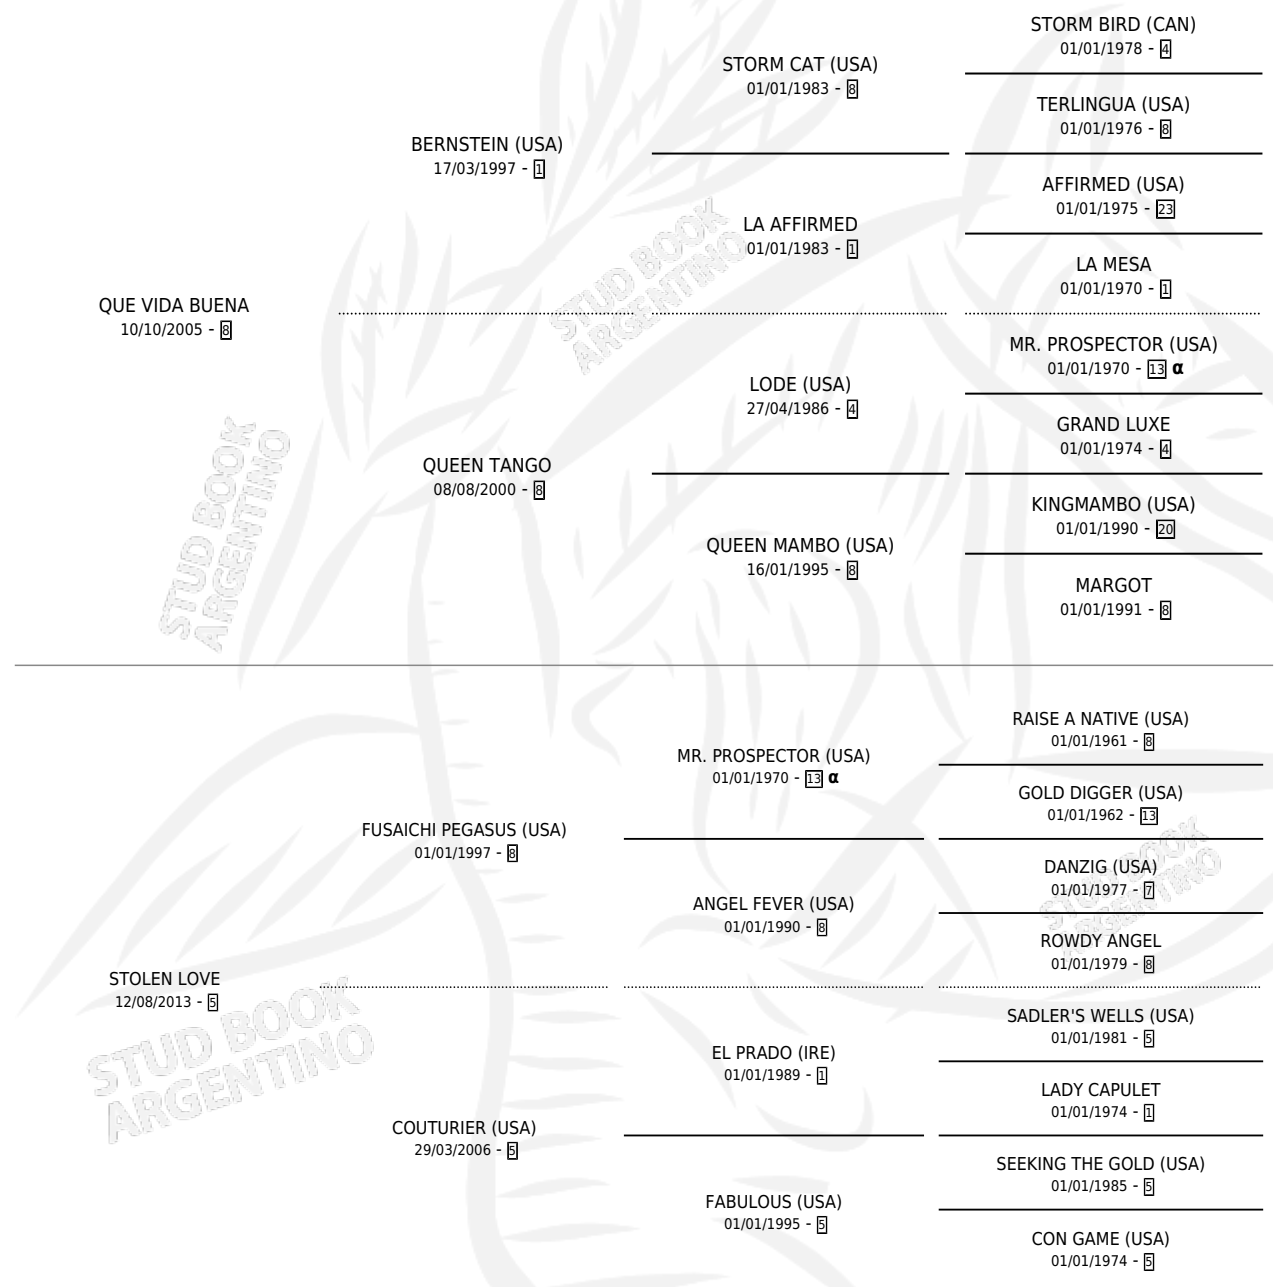 STORM BIRD (CAN)
01/01/1978 - 4
STORM CAT (USA)
01/01/1983 - 8
TERLINGUA (USA)
01/01/1976 - 8
BERNSTEIN (USA)
17/03/1997 - 1
AFFIRMED (USA)
01/01/1975 - 23
LA AFFIRMED
01/01/1983 - 1
LA MESA
01/01/1970 - 1
QUE VIDA BUENA
10/10/2005 - 8
MR. PROSPECTOR (USA)
01/01/1970 - 13 α
LODE (USA)
27/04/1986 - 4
GRAND LUXE
01/01/1974 - 4
QUEEN TANGO
08/08/2000 - 8
KINGMAMBO (USA)
01/01/1990 - 20
QUEEN MAMBO (USA)
16/01/1995 - 8
MARGOT
01/01/1991 - 8
STUD BOOK
ARGENTINO
STUD BOOK
ARGENTINO
RAISE A NATIVE (USA)
01/01/1961 - 8
MR. PROSPECTOR (USA)
01/01/1970 - 13 α
GOLD DIGGER (USA)
01/01/1962 - 13
FUSAICHI PEGASUS (USA)
01/01/1997 - 8
DANZIG (USA)
01/01/1977 - 7
ANGEL FEVER (USA)
01/01/1990 - 8
ROWDY ANGEL
01/01/1979 - 8
STOLEN LOVE
12/08/2013 - 5
SADLER'S WELLS (USA)
01/01/1981 - 5
EL PRADO (IRE)
01/01/1989 - 1
LADY CAPULET
01/01/1974 - 1
COUTURIER (USA)
29/03/2006 - 5
SEEKING THE GOLD (USA)
01/01/1985 - 5
FABULOUS (USA)
01/01/1995 - 5
CON GAME (USA)
01/01/1974 - 5
STUD BOOK
ARGENTINO
STUD BOOK
ARGENTINO